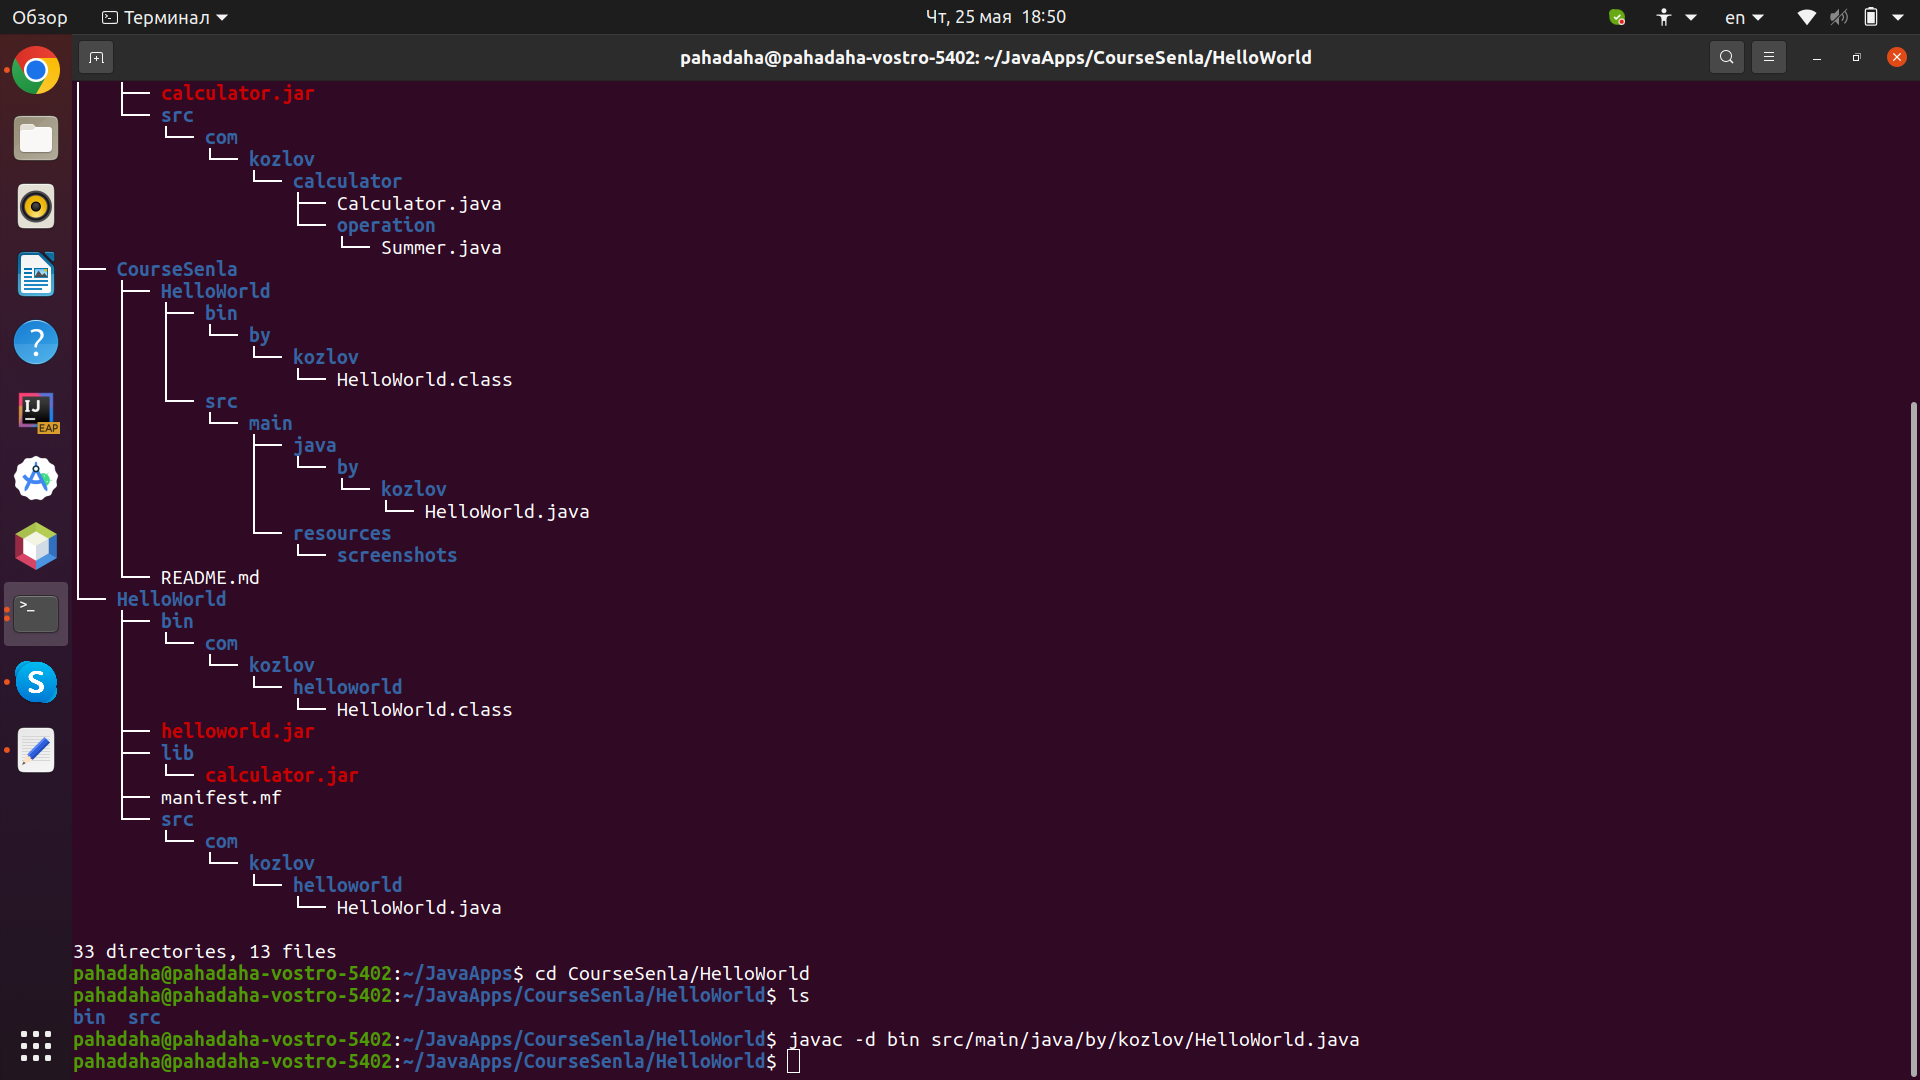 Обзор
Терминал
Чт, 25 мая 18:50
en
pahadaha@pahadaha-vostro-5402: ~/JavaApps/CourseSenla/HelloWorld
calculator.jar
src
com
kozlov
calculator
Calculator.java
operation
Summer.java
CourseSenla
HelloWorld
bin
by
kozlov
HelloWorld.class
src
main
java
by
kozlov
HelloWorld.java
resources
screenshots
README.md
HelloWorld
bin
com
kozlov
helloworld
HelloWorld.class
helloworld.jar
lib
calculator.jar
manifest.mf
src
com
kozlov
helloworld
HelloWorld.java
33 directories, 13 files
pahadaha@pahadaha-vostro-5402:~/JavaApps$ cd CourseSenla/HelloWorld
pahadaha@pahadaha-vostro-5402:~/JavaApps/CourseSenla/HelloWorld$ ls
bin src
pahadaha@pahadaha-vostro-5402:~/JavaApps/CourseSenla/HelloWorld$ javac -d bin src/main/java/by/kozlov/HelloWorld.java
pahadaha@pahadaha-vostro-5402:~/JavaApps/CourseSenla/HelloWorld$
?
IJ
EAP
>_
S